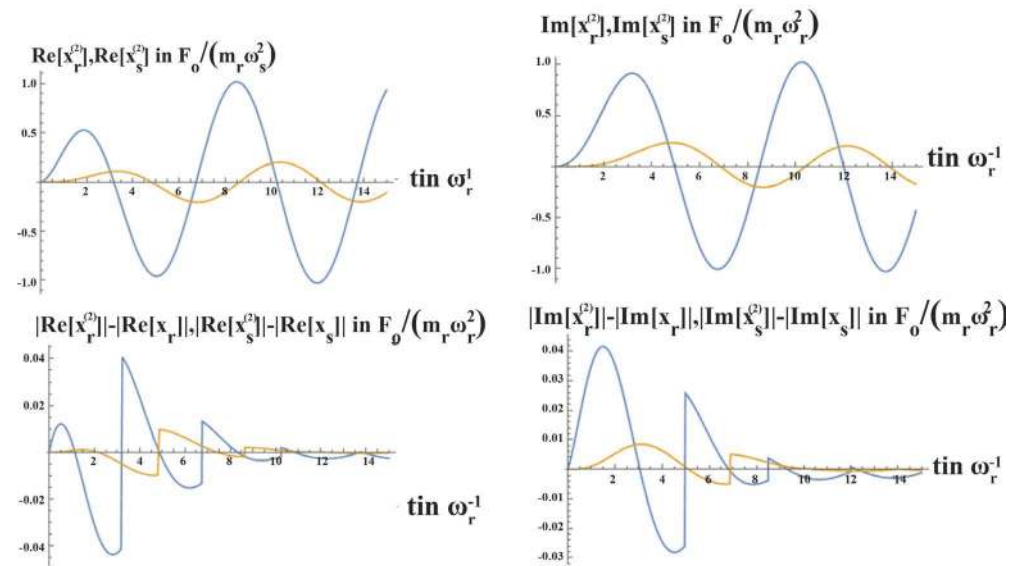 Re[x_r^(2)],Re[x_s^(2)] in F_o/(m_r ω_s^2)
1.0
0.5
-0.5
-1.0
2 4 6 8 10 12 14
tin ω_r^1
Im[x_r^(2)],Im[x_s^(2)] in F_o/(m_r ω_r^2)
1.0
0.5
-0.5
-1.0
2 4 6 8 10 12 14
tin ω_r^-1
|Re[x_r^(2)]|-|Re[x_r]|,|Re[x_s^(2)]|-|Re[x_s]| in F_o/(m_r ω_r^2)
0.04
0.02
-0.02
-0.04
2 4 6 8 10 12 14
tin ω_r^-1
|Im[x_r^(2)]|-|Im[x_r]|,|Im[x_s^(2)]|-|Im[x_s]| in F_o/(m_r ω_r^2)
0.04
0.03
0.02
0.01
-0.01
-0.02
-0.03
2 4 6 8 10 12 14
tin ω_r^-1